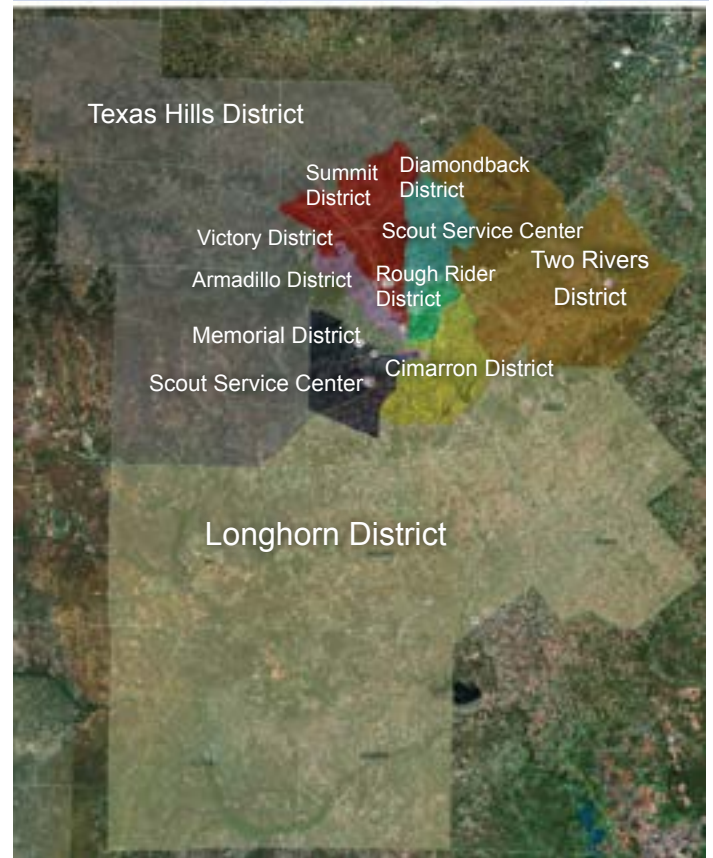 Texas Hills District
Summit
District
Diamondback
District
Victory District
Scout Service Center
Two Rivers
District
Armadillo District
Rough Rider
District
Memorial District
Scout Service Center
Cimarron District
Longhorn District